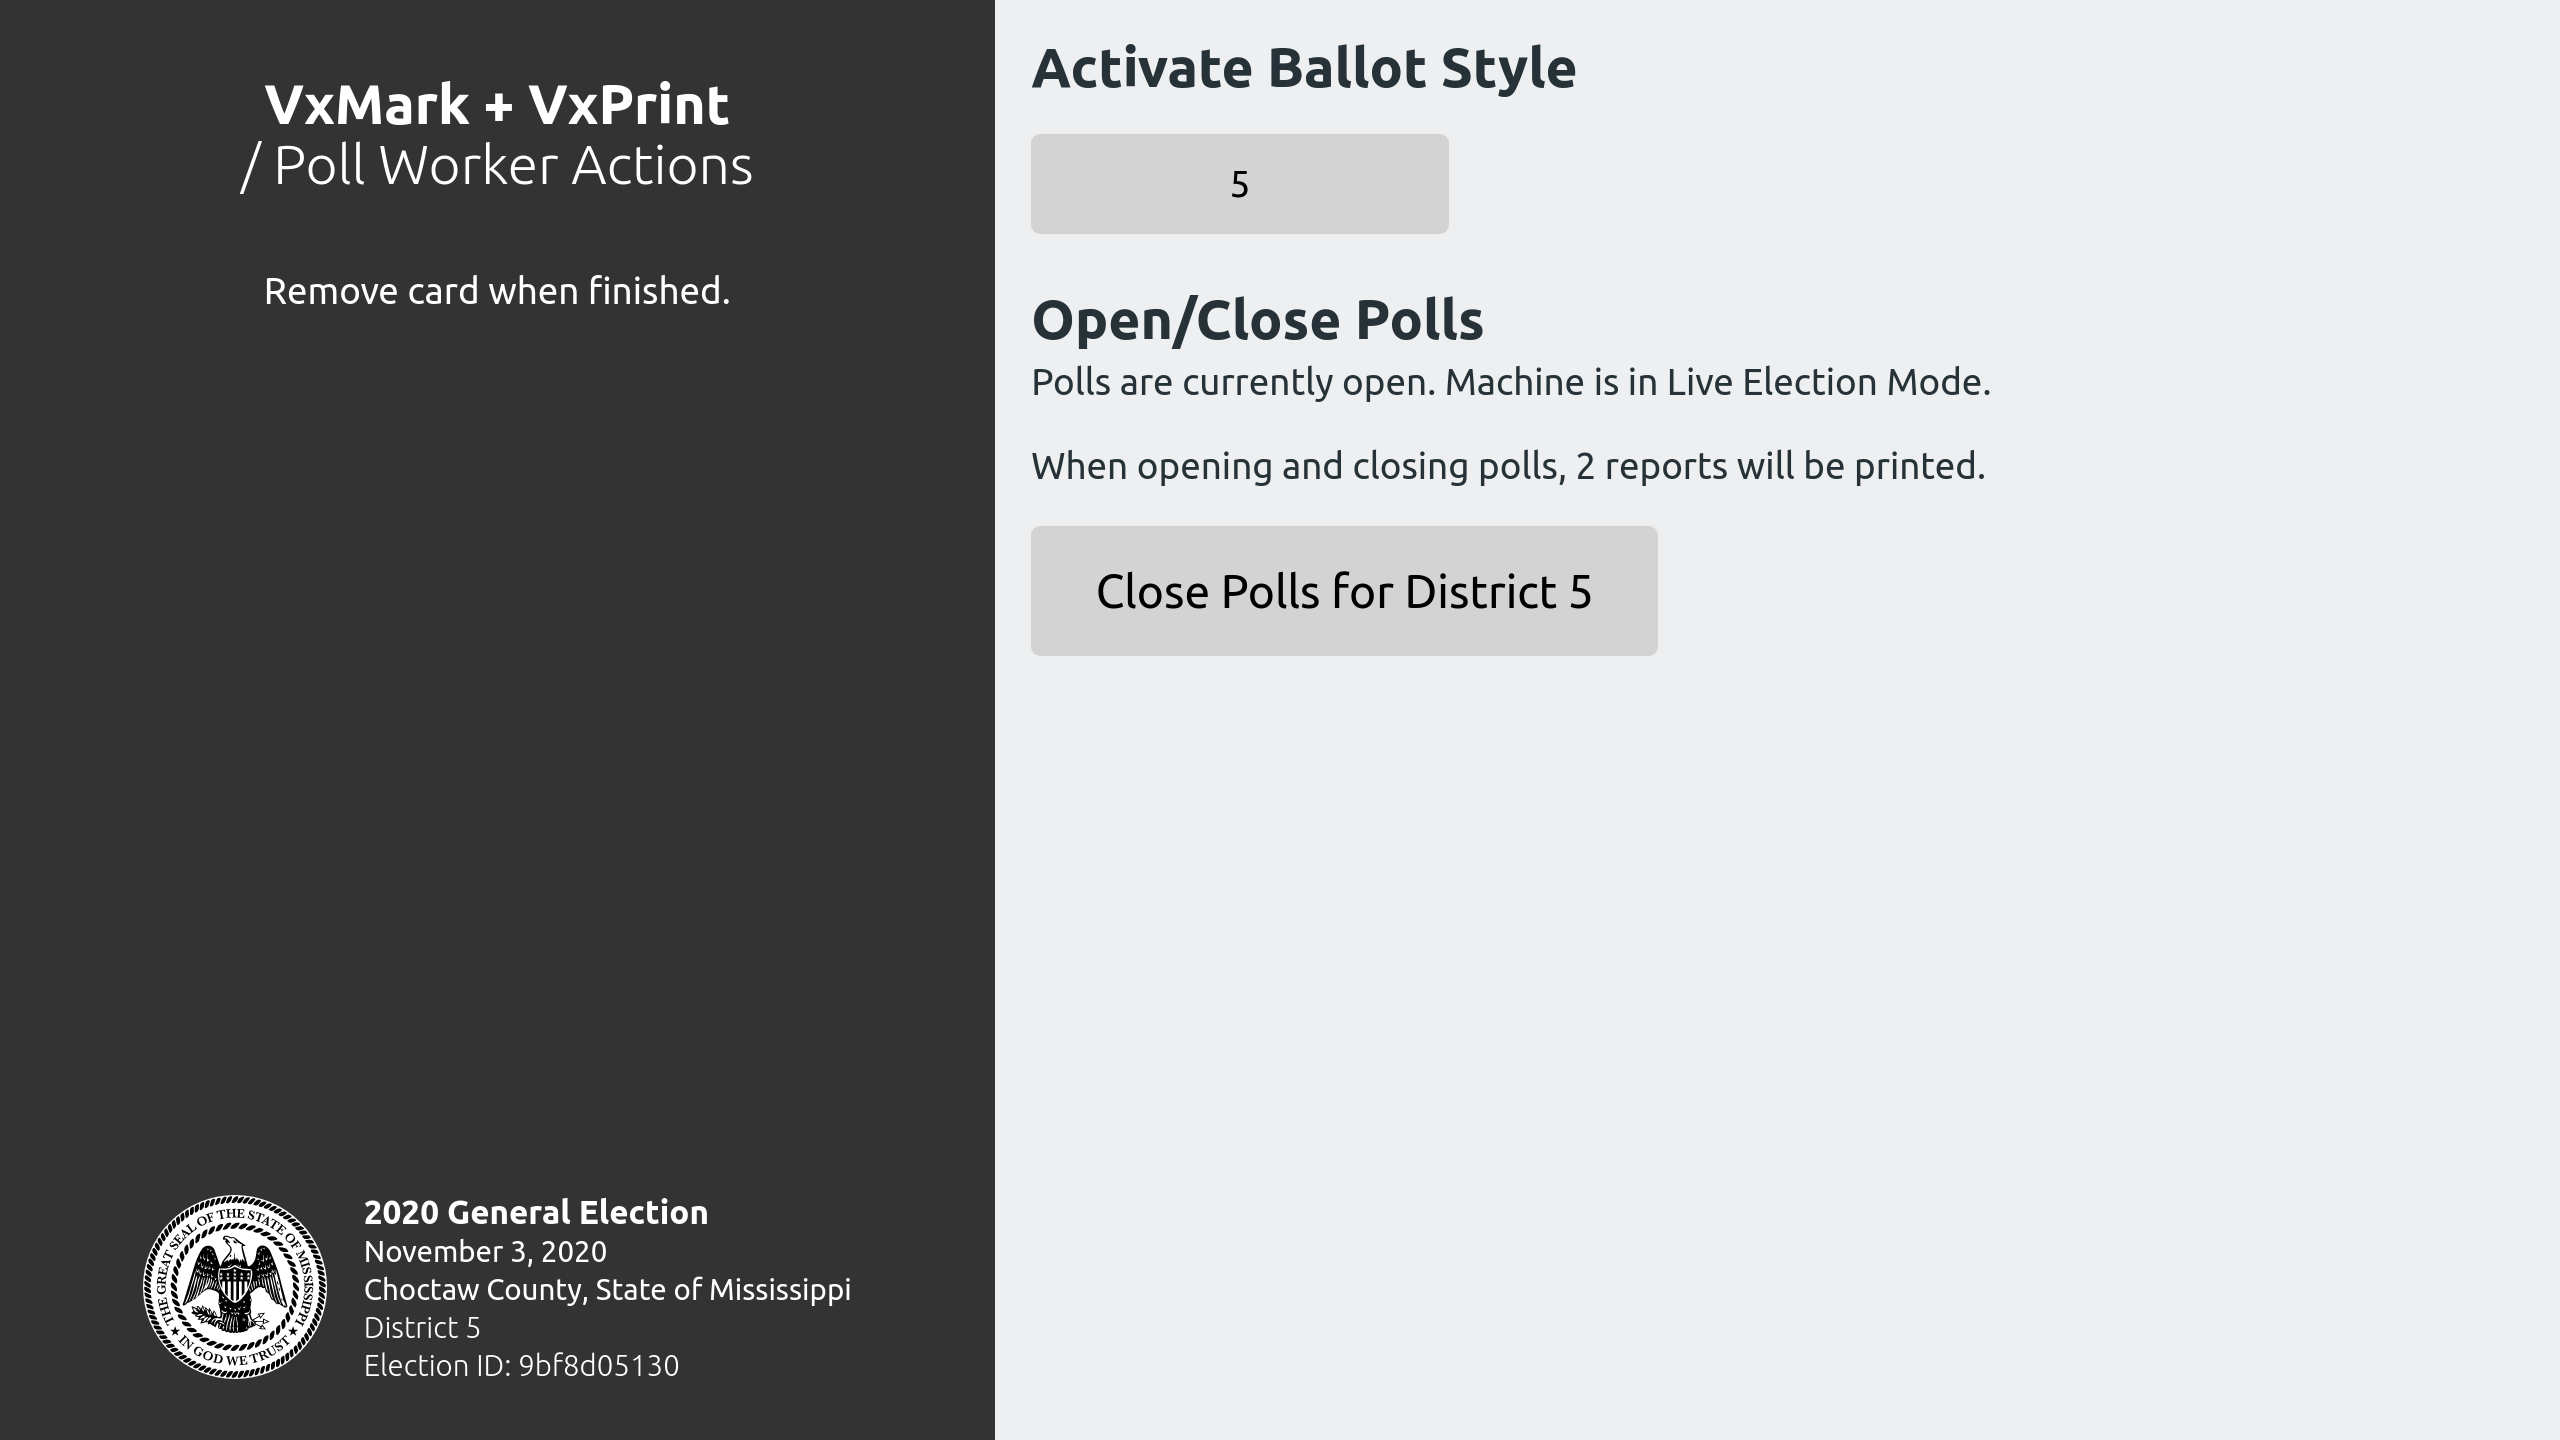 VxMark + VxPrint
/ Poll Worker Actions
Remove card when finished.
THE GREAT SEAL OF THE STATE OF MISSISSIPPI
★ IN GOD WE TRUST ★
2020 General Election
November 3, 2020
Choctaw County, State of Mississippi
District 5
Election ID: 9bf8d05130
Activate Ballot Style
5
Open/Close Polls
Polls are currently open. Machine is in Live Election Mode.
When opening and closing polls, 2 reports will be printed.
Close Polls for District 5